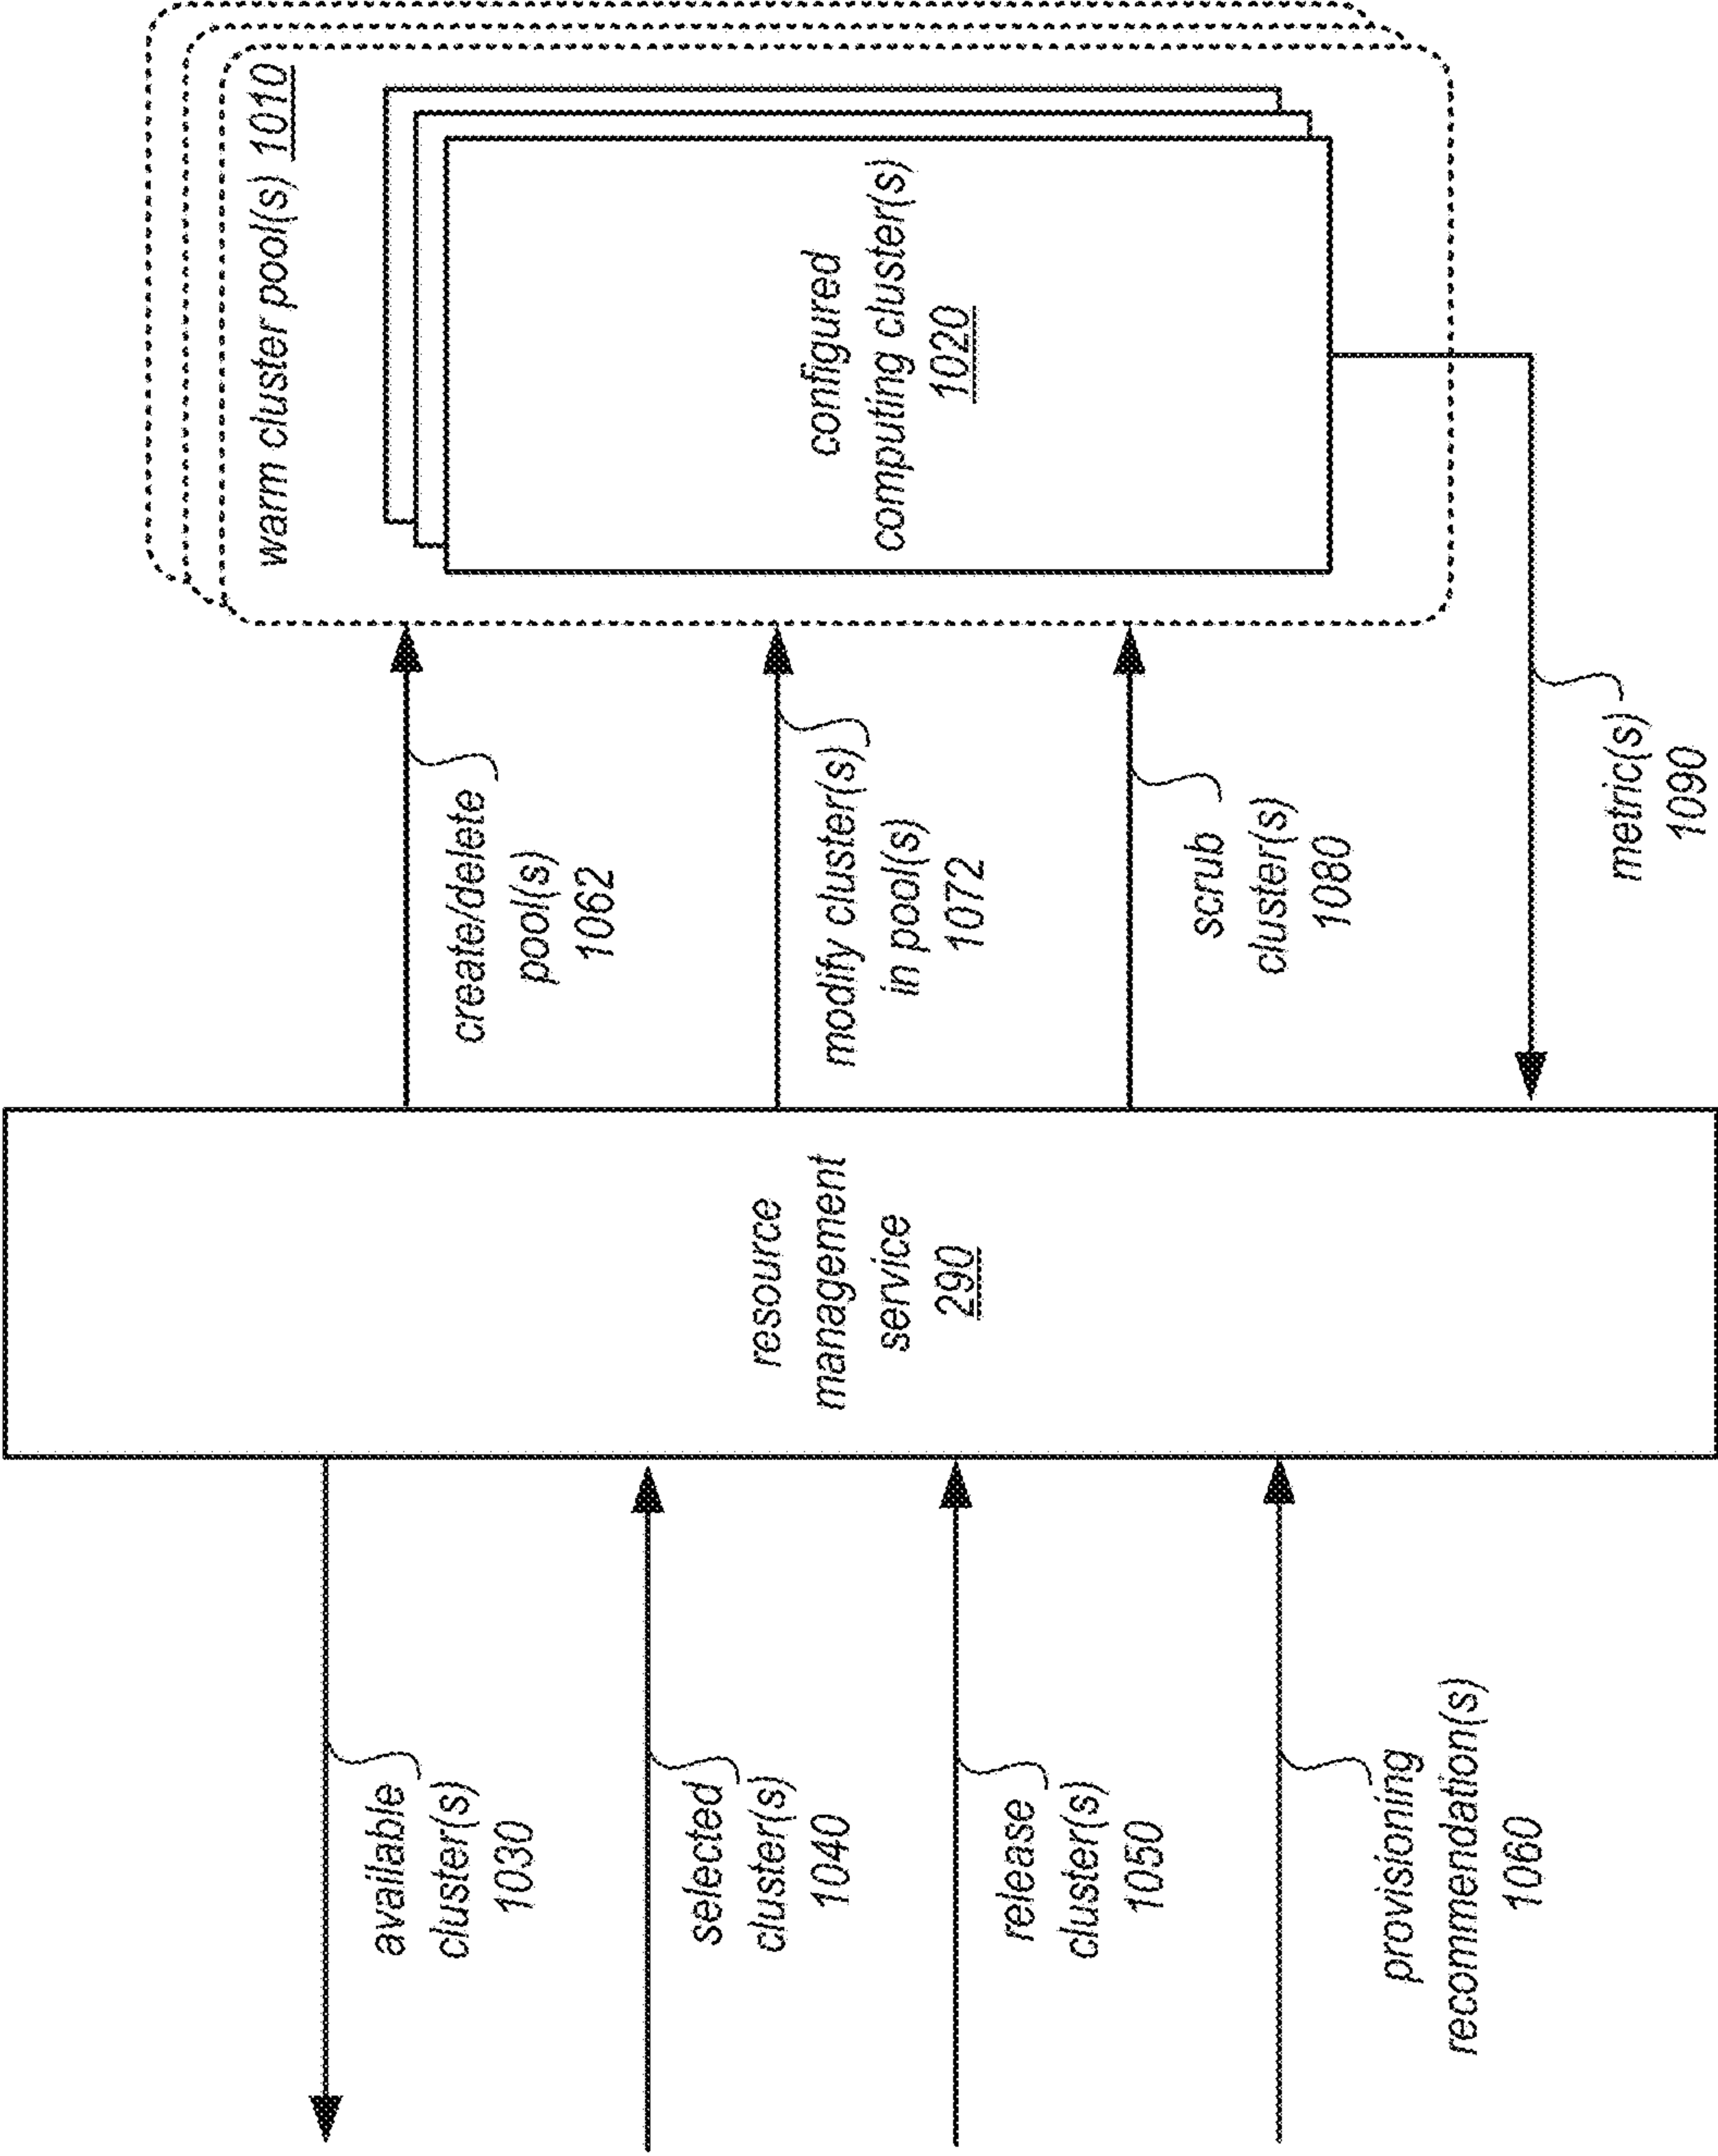 available
cluster(s)
1030
selected
cluster(s)
1040
release
cluster(s)
1050
provisioning
recommendation(s)
1060
resource
management
service
290
create/delete
pool(s)
1062
modify cluster(s)
in pool(s)
1072
scrub
cluster(s)
1080
metric(s)
1090
warm cluster pool(s) 1010
configured
computing cluster(s)
1020